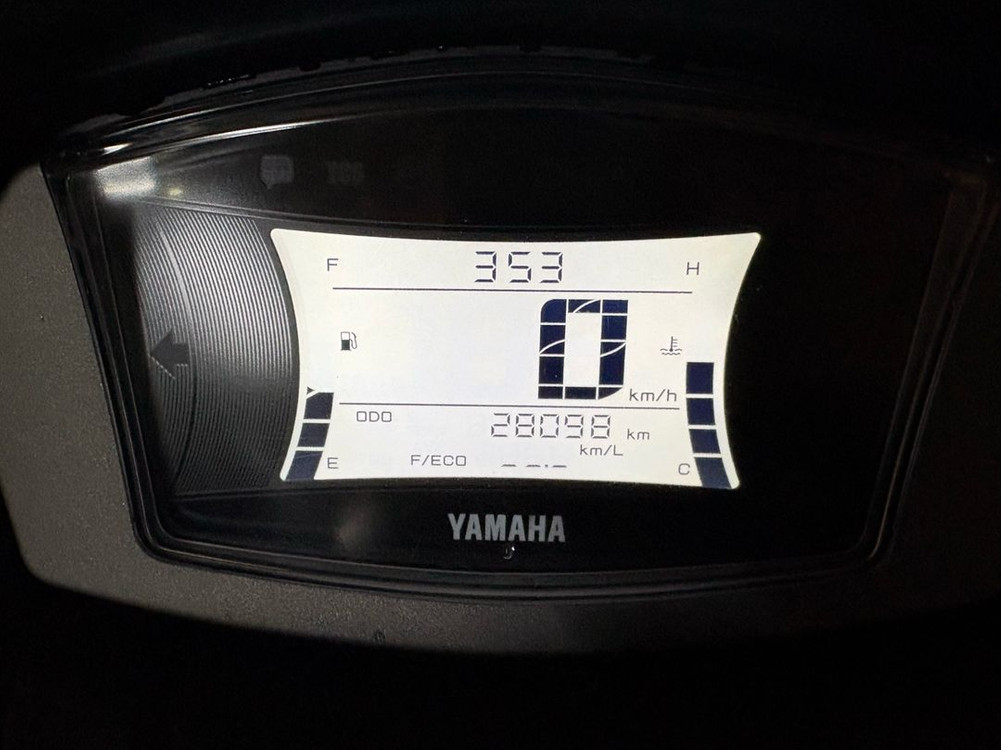 F 353 H
0 km/h
ODO 28098 km
km/L
F/ECO --.-
E C
YAMAHA